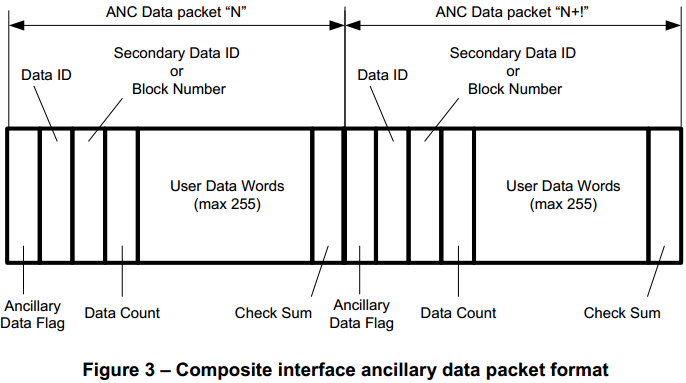 ANC Data packet “N”
ANC Data packet “N+!”
Secondary Data ID
or
Block Number
Data ID
Secondary Data ID
or
Block Number
Data ID
User Data Words
(max 255)
User Data Words
(max 255)
Ancillary
Data Flag
Data Count
Check Sum
Ancillary
Data Flag
Data Count
Check Sum
Figure 3 – Composite interface ancillary data packet format